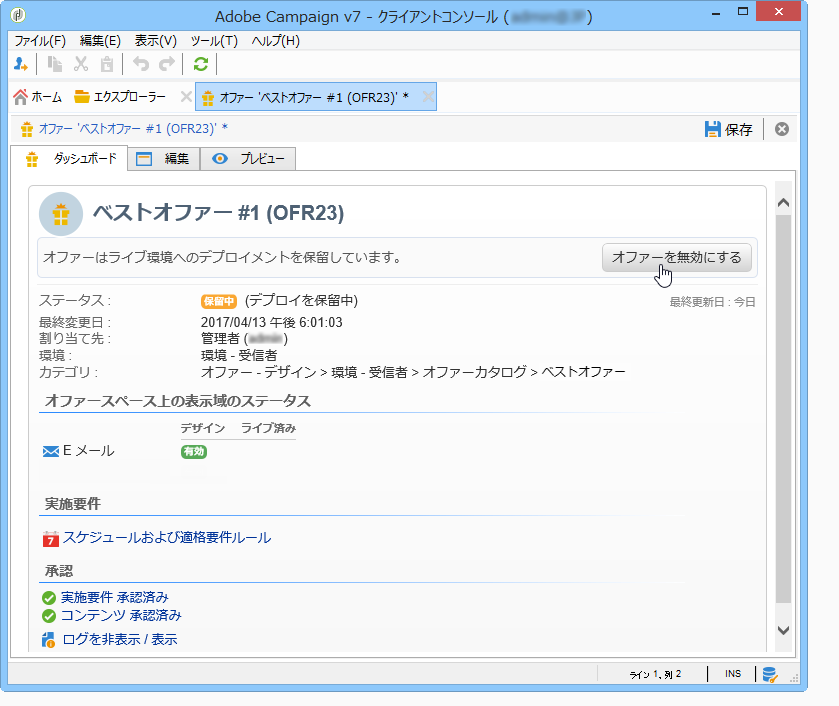 Adobe Campaign v7 - クライアントコンソール ( )
ファイル(F) 編集(E) 表示(V) ツール(T) ヘルプ(H)
ホーム エクスプローラー オファー 'ベストオファー #1 (OFR23)' *
オファー 'ベストオファー #1 (OFR23)' * 保存
ダッシュボード 編集 プレビュー
ベストオファー #1 (OFR23)
オファーはライブ環境へのデプロイメントを保留しています。 オファーを無効にする
ステータス : 保留中 (デプロイを保留中) 最終更新日 : 今日
最終変更日 : 2017/04/13 午後 6:01:03
割り当て先 : 管理者 ( )
環境 : 環境 - 受信者
カテゴリ : オファー - デザイン > 環境 - 受信者 > オファーカタログ > ベストオファー
オファースペース上の表示域のステータス
デザイン ライブ済み
E メール 有効
実施要件
7 スケジュールおよび適格要件ルール
承認
実施要件 承認済み
コンテンツ 承認済み
ログを非表示 / 表示
ライン 1, 列 2 INS